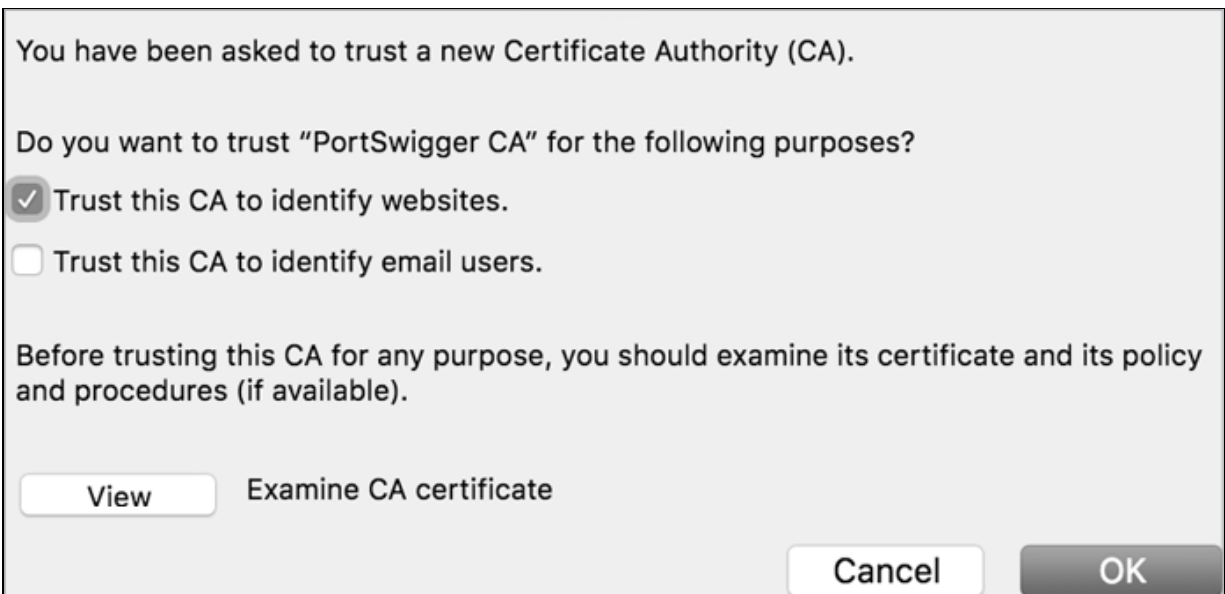 You have been asked to trust a new Certificate Authority (CA).
Do you want to trust “PortSwigger CA” for the following purposes?
Trust this CA to identify websites.
Trust this CA to identify email users.
Before trusting this CA for any purpose, you should examine its certificate and its policy
and procedures (if available).
View Examine CA certificate
Cancel OK